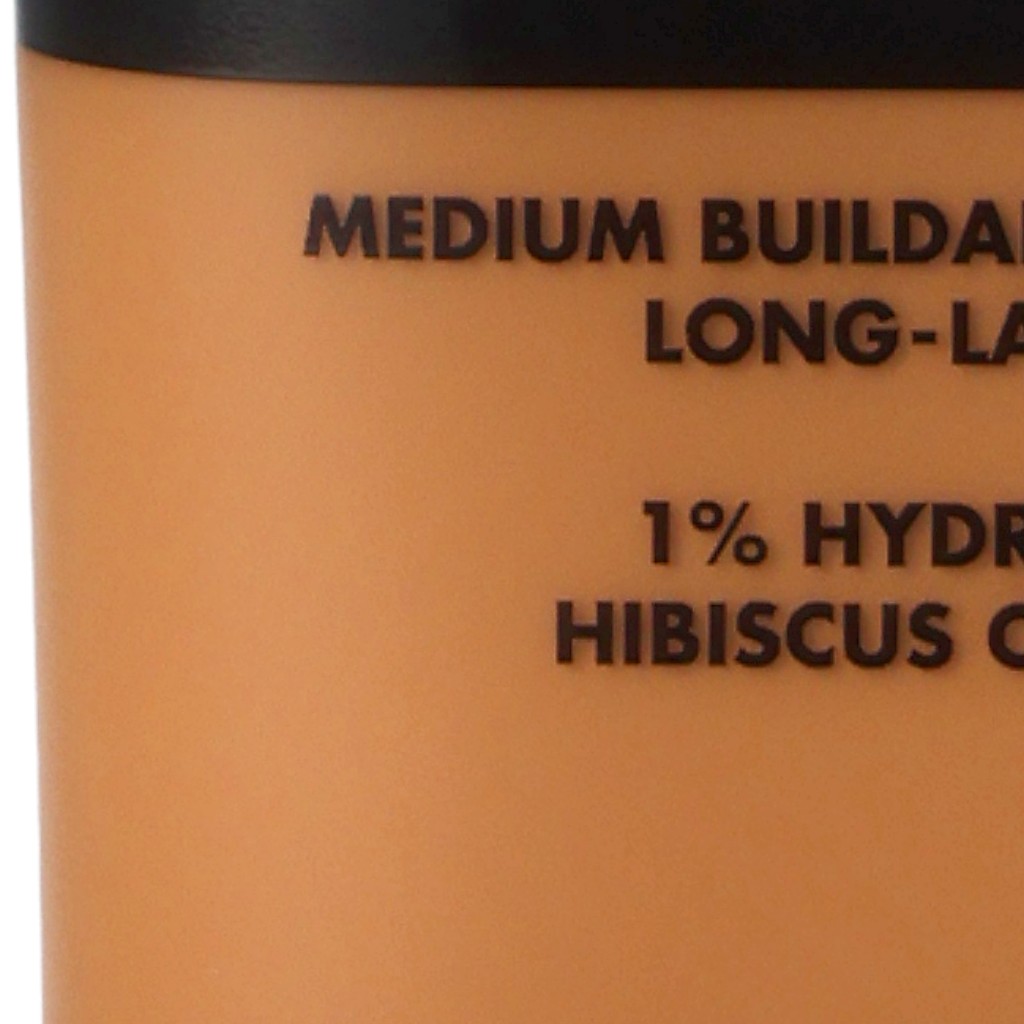 MEDIUM BUILDA
LONG-LA
1% HYDR
HIBISCUS